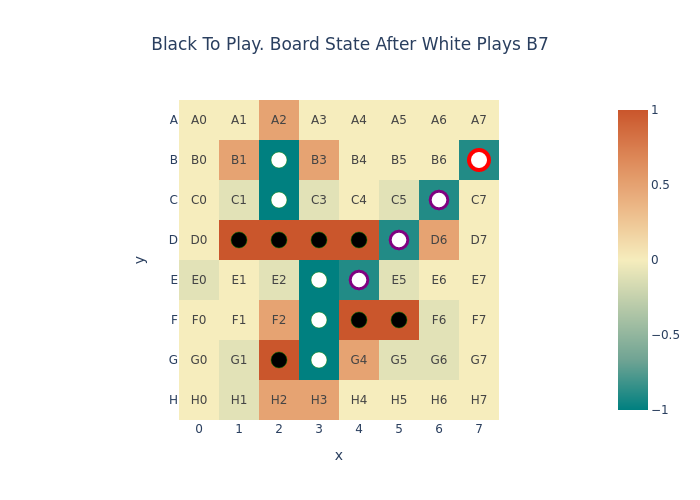 Black To Play. Board State After White Plays B7
A A0 A1 A2 A3 A4 A5 A6 A7
B B0 B1 B3 B4 B5 B6
C C0 C1 C3 C4 C5 C7
D D0 D6 D7
E E0 E1 E2 E5 E6 E7
F F0 F1 F2 F6 F7
G G0 G1 G4 G5 G6 G7
H H0 H1 H2 H3 H4 H5 H6 H7
0 1 2 3 4 5 6 7
x
y
1
0.5
0
−0.5
−1